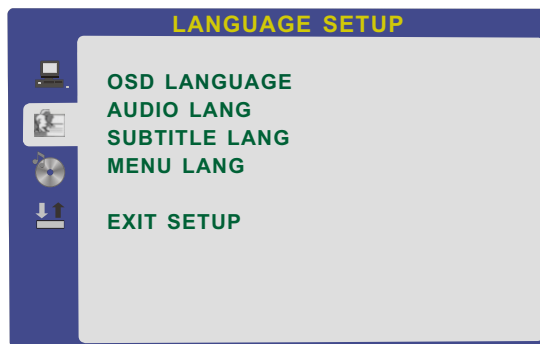 LANGUAGE SETUP
OSD LANGUAGE
AUDIO LANG
SUBTITLE LANG
MENU LANG
EXIT SETUP